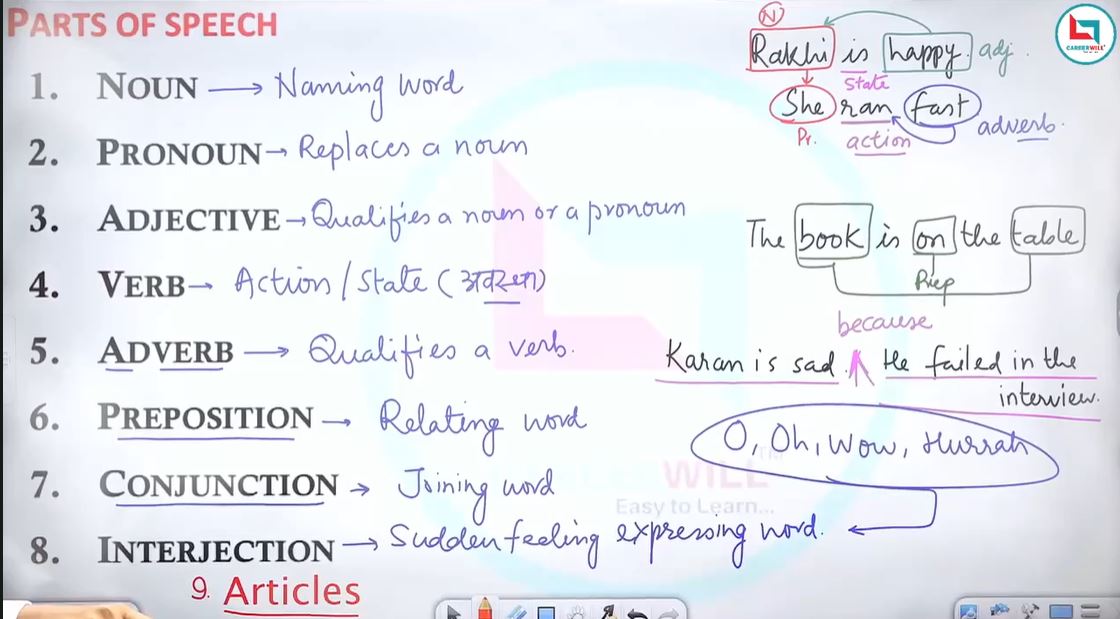 PARTS OF SPEECH
1. NOUN → Naming word
2. PRONOUN → Replaces a noun
3. ADJECTIVE → Qualifies a noun or a pronoun
4. VERB → Action / State (अवस्था)
5. ADVERB → Qualifies a verb.
6. PREPOSITION → Relating word
7. CONJUNCTION → Joining word
8. INTERJECTION → Sudden feeling expressing word.
9. Articles
N
Rakhi is happy. adj.
State
She ran fast adverb.
Pr. action
The book is on the table
Prep
because
Karan is sad. He failed in the
interview.
O, Oh, Wow, Hurrah
WILL
TM
Easy to Learn...
CAREERWILL